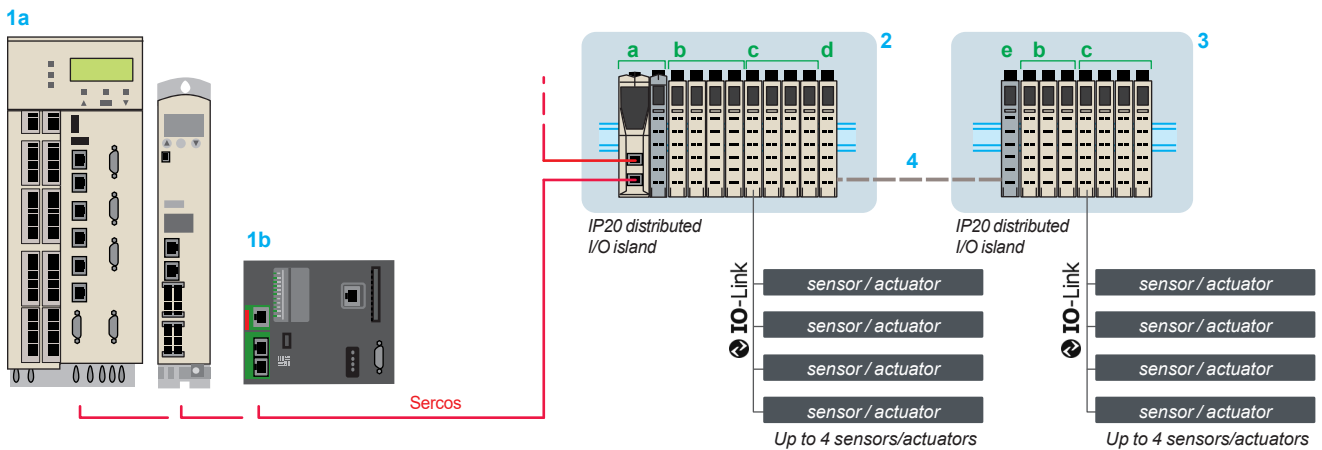 1a
1b
Sercos
2
a b c d
IP20 distributed
I/O island
IO-Link
sensor / actuator
sensor / actuator
sensor / actuator
sensor / actuator
Up to 4 sensors/actuators
4
3
e b c
IP20 distributed
I/O island
IO-Link
sensor / actuator
sensor / actuator
sensor / actuator
sensor / actuator
Up to 4 sensors/actuators